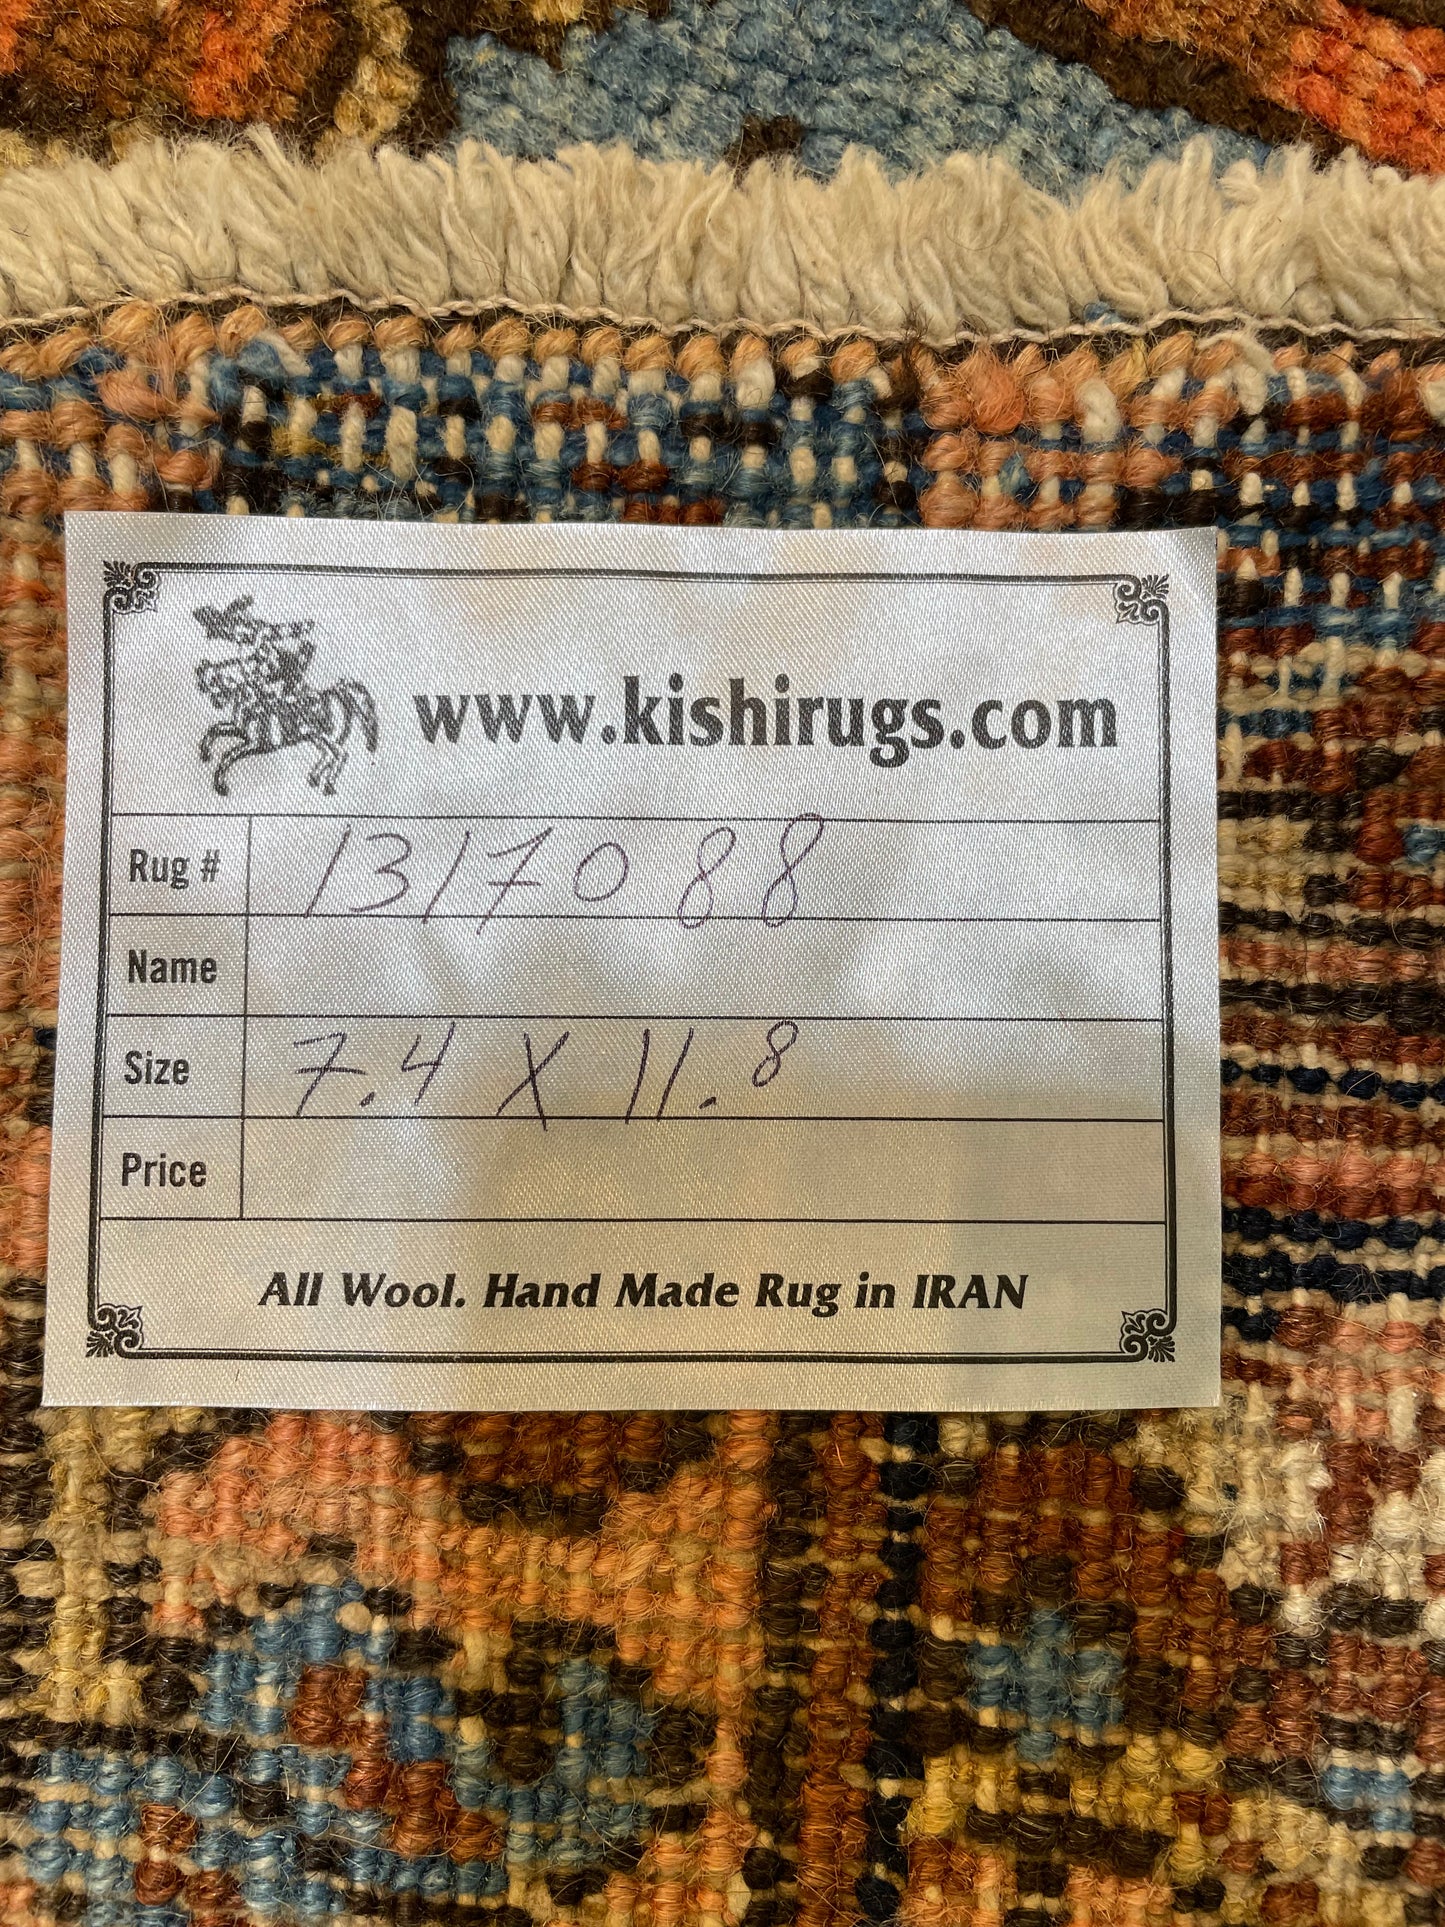 www.kishirugs.com
Rug # 1317088
Name
Size 7.4 X 11.8
Price
All Wool. Hand Made Rug in IRAN